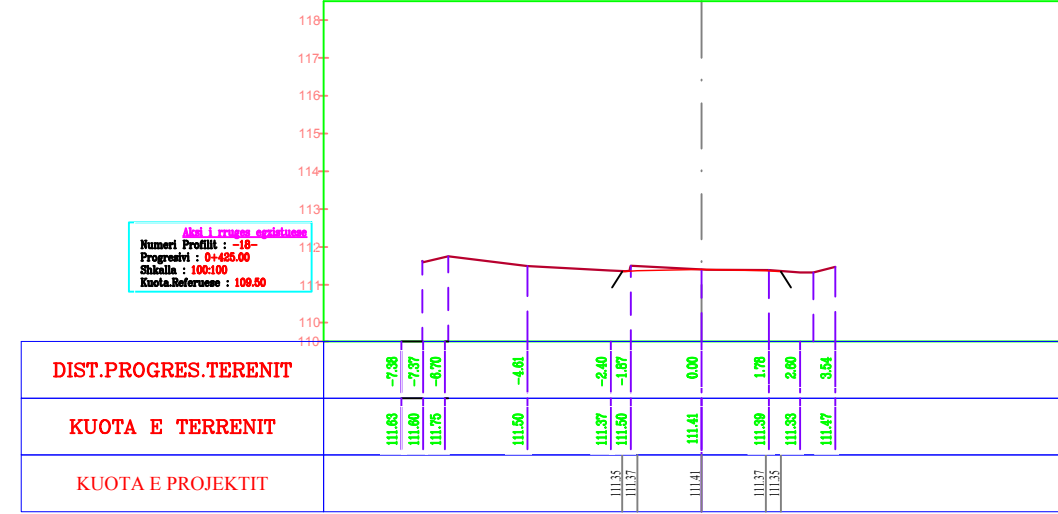 118
117
116
115
114
113
112
111
110
110
Aksi i rruges egzistuese
Numeri Profilit : -18-
Progresivi : 0+425.00
Shkalla : 100:100
Kuota.Referuese : 109.50
DIST.PROGRES.TERENIT -7.38 -7.37 -6.70 -4.61 -2.40 -1.87 0.00 1.78 2.60 3.54
KUOTA E TERRENIT 111.63 111.60 111.75 111.50 111.37 111.50 111.41 111.39 111.33 111.47
KUOTA E PROJEKTIT 111.35 111.37 111.41 111.37 111.35